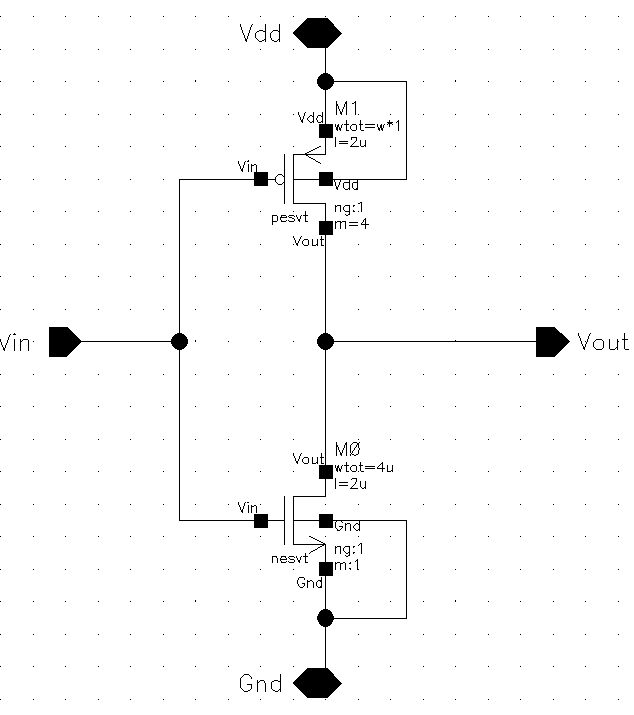 Vdd
M1
Vdd
wtot=w*1
l=2u
Vin
Vdd
pesvt
ng:1
m=4
Vout
Vin
Vout
M0
Vout
wtot=4u
l=2u
Vin
Gnd
nesvt
ng:1
m:1
Gnd
Gnd